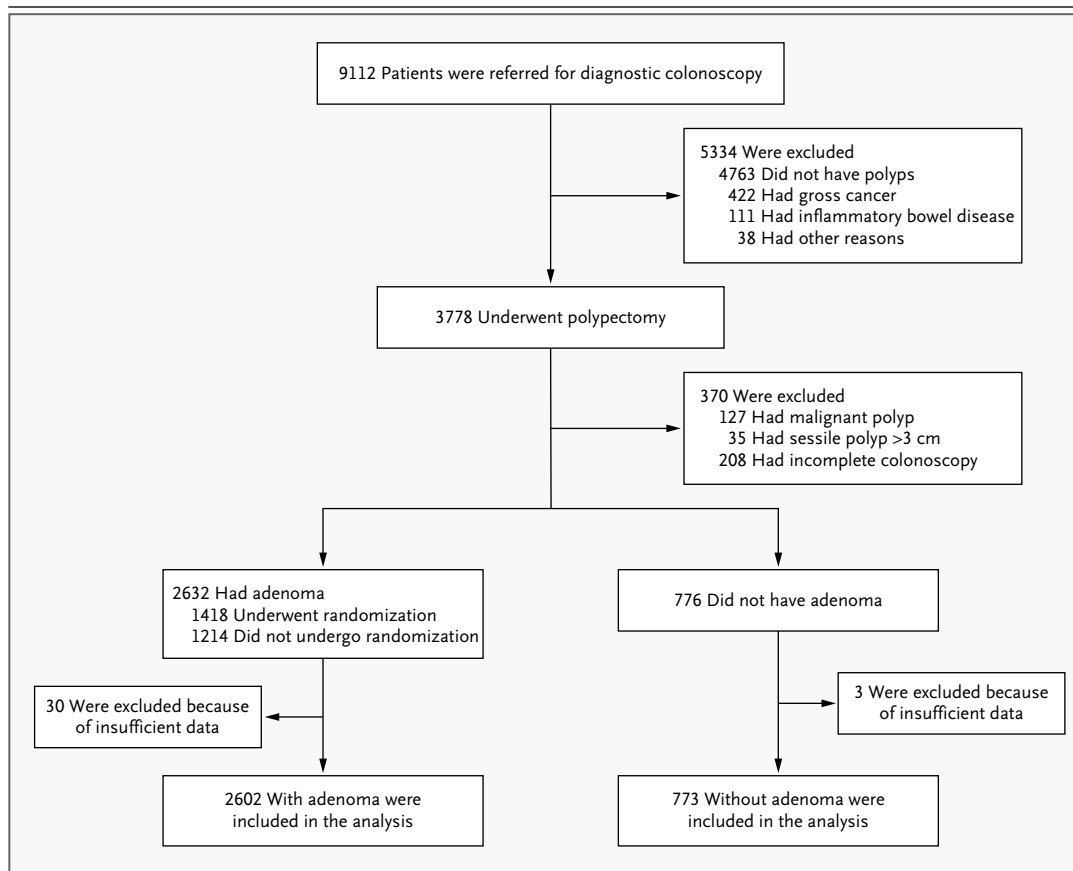 9112 Patients were referred for diagnostic colonoscopy
5334 Were excluded
4763 Did not have polyps
422 Had gross cancer
111 Had inflammatory bowel disease
38 Had other reasons
3778 Underwent polypectomy
370 Were excluded
127 Had malignant polyp
35 Had sessile polyp >3 cm
208 Had incomplete colonoscopy
2632 Had adenoma
1418 Underwent randomization
1214 Did not undergo randomization
776 Did not have adenoma
30 Were excluded because
of insufficient data
3 Were excluded because
of insufficient data
2602 With adenoma were
included in the analysis
773 Without adenoma were
included in the analysis